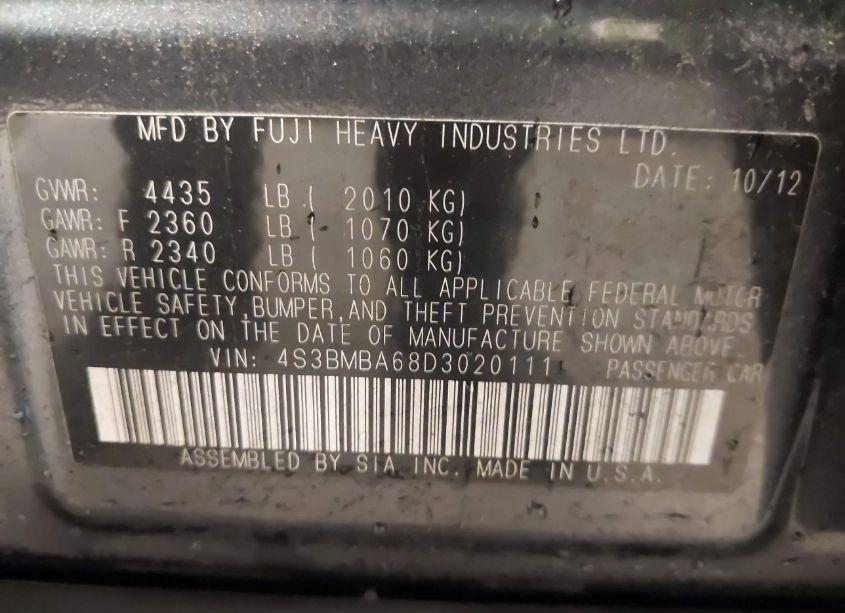 MFD BY FUJI HEAVY INDUSTRIES LTD.
DATE: 10/12
GVWR: 4435 LB ( 2010 KG)
GAWR: F 2360 LB ( 1070 KG)
GAWR: R 2340 LB ( 1060 KG)
THIS VEHICLE CONFORMS TO ALL APPLICABLE FEDERAL MOTOR
VEHICLE SAFETY, BUMPER, AND THEFT PREVENTION STANDARDS
IN EFFECT ON THE DATE OF MANUFACTURE SHOWN ABOVE
VIN: 4S3BMBA68D3020111 PASSENGER CAR
ASSEMBLED BY SIA INC. MADE IN U.S.A.